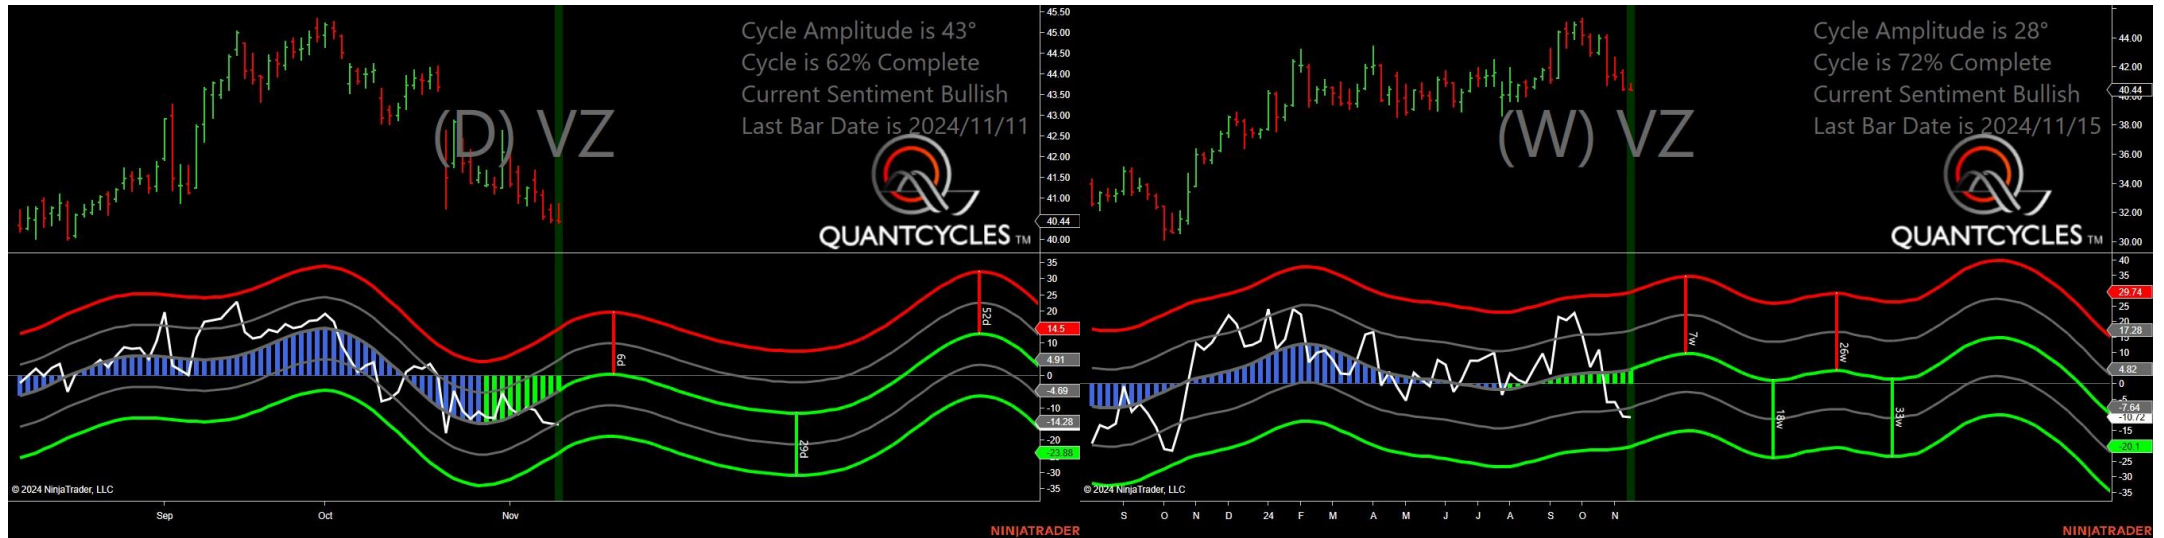 Cycle Amplitude is 43°
Cycle is 62% Complete
Current Sentiment Bullish
Last Bar Date is 2024/11/11
(D) VZ
QUANTCYCLES TM
45.50
45.00
44.50
44.00
43.50
43.00
42.50
42.00
41.50
41.00
40.44
40.00
35
30
25
20
14.5
10
4.91
0
-4.69
-10
-14.28
-20
-23.88
-30
-35
6d
29d
52d
© 2024 NinjaTrader, LLC
Sep Oct Nov
NINJATRADER
Cycle Amplitude is 28°
Cycle is 72% Complete
Current Sentiment Bullish
Last Bar Date is 2024/11/15
(W) VZ
QUANTCYCLES TM
44.00
42.00
40.44
40.00
38.00
36.00
34.00
32.00
30.00
40
35
29.74
25
20
17.28
15
10
4.82
0
-5
-7.64
-10.72
-15
-20.1
-25
-30
-35
7w
18w
26w
33w
© 2024 NinjaTrader, LLC
S O N D 24 F M A M J J A S O N
NINJATRADER